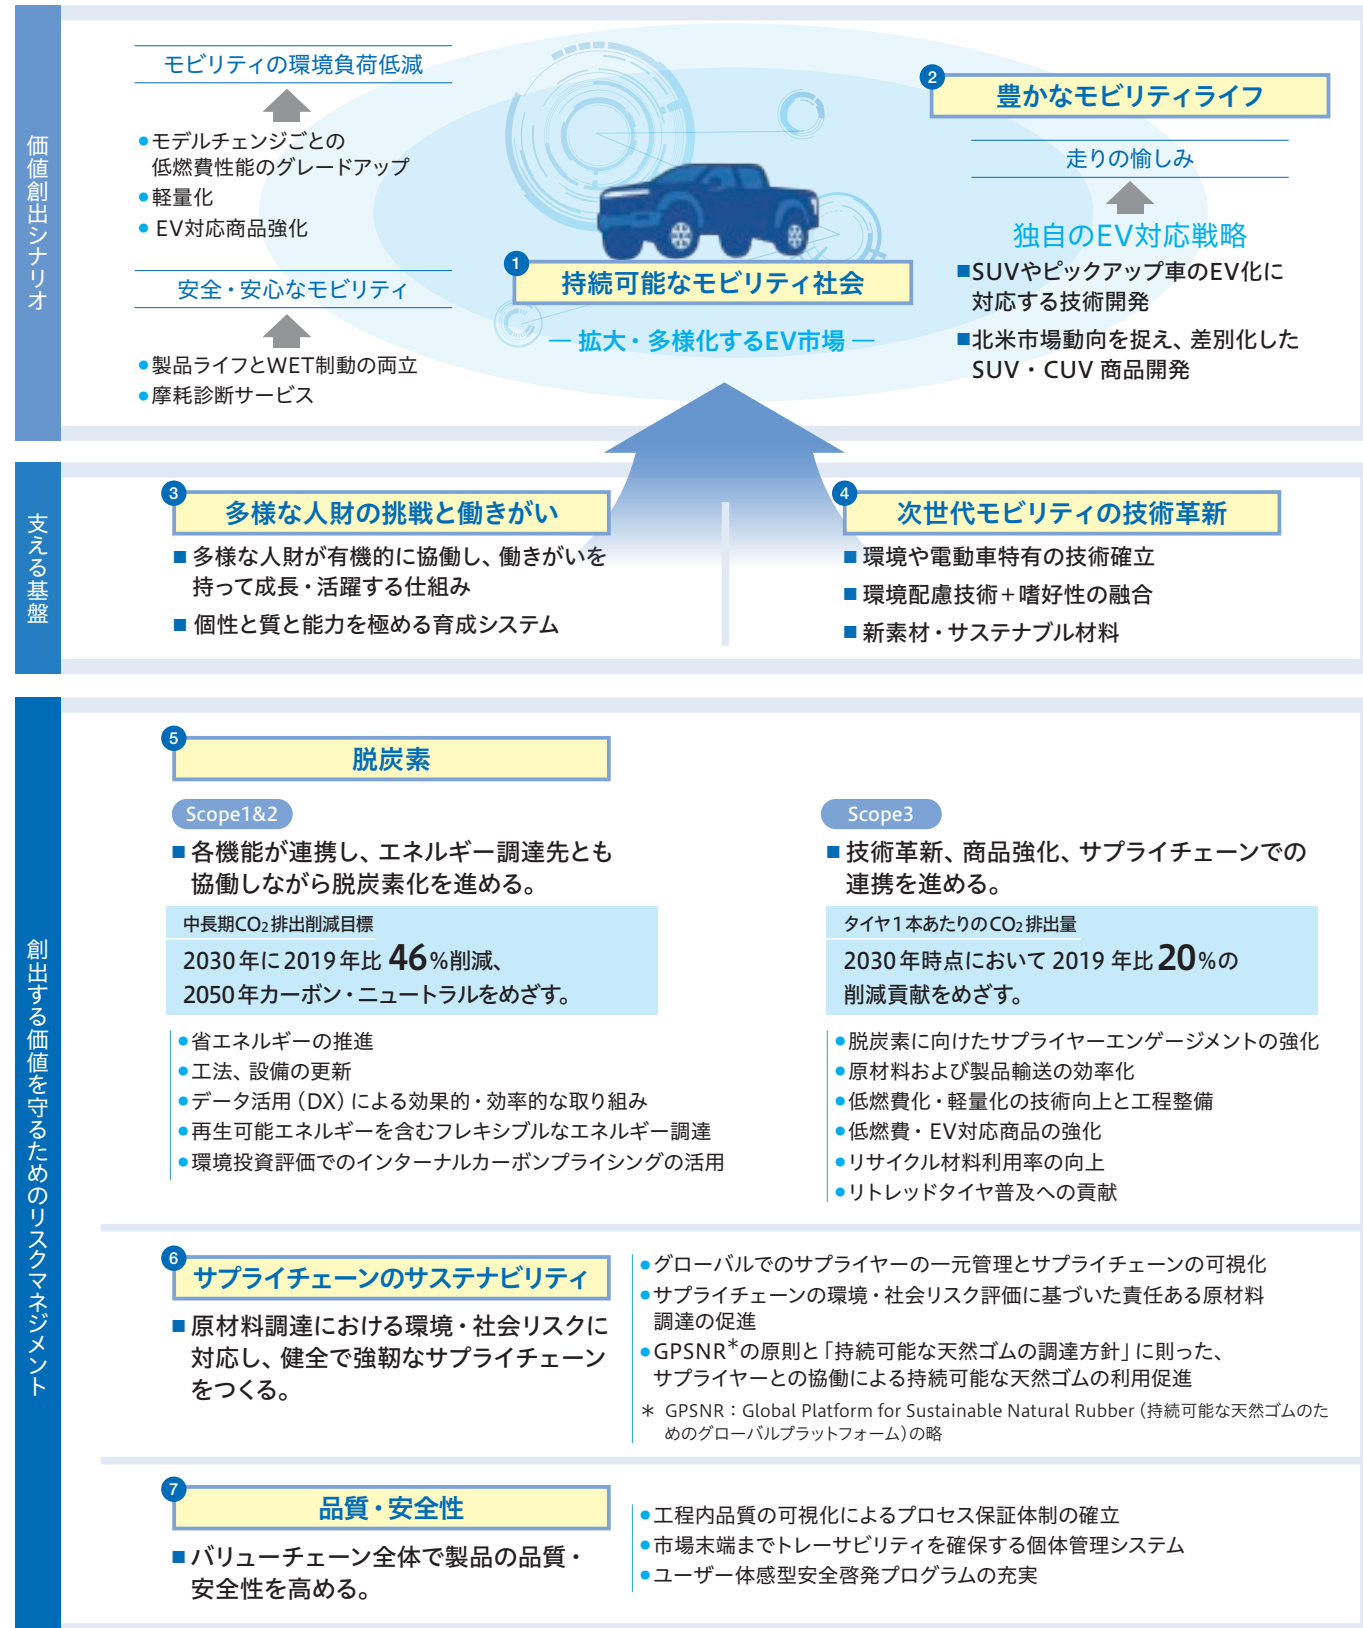 価値創出シナリオ
モビリティの環境負荷低減
●モデルチェンジごとの
低燃費性能のグレードアップ
●軽量化
●EV対応商品強化
安全・安心なモビリティ
●製品ライフとWET制動の両立
●摩耗診断サービス
1
持続可能なモビリティ社会
― 拡大・多様化するEV市場 ―
2
豊かなモビリティライフ
走りの愉しみ
独自のEV対応戦略
■SUVやピックアップ車のEV化に
対応する技術開発
■北米市場動向を捉え、差別化した
SUV・CUV 商品開発
支える基盤
3
多様な人財の挑戦と働きがい
■多様な人財が有機的に協働し、働きがいを
持って成長・活躍する仕組み
■個性と質と能力を極める育成システム
4
次世代モビリティの技術革新
■環境や電動車特有の技術確立
■環境配慮技術＋嗜好性の融合
■新素材・サステナブル材料
創出する価値を守るためのリスクマネジメント
5
脱炭素
Scope1&2
■各機能が連携し、エネルギー調達先とも
協働しながら脱炭素化を進める。
中長期CO₂排出削減目標
2030年に2019年比 46%削減、
2050年カーボン・ニュートラルをめざす。
●省エネルギーの推進
●工法、設備の更新
●データ活用（DX）による効果的・効率的な取り組み
●再生可能エネルギーを含むフレキシブルなエネルギー調達
●環境投資評価でのインターナルカーボンプライシングの活用
Scope3
■技術革新、商品強化、サプライチェーンでの
連携を進める。
タイヤ1本あたりのCO₂排出量
2030年時点において 2019 年比20%の
削減貢献をめざす。
●脱炭素に向けたサプライヤーエンゲージメントの強化
●原材料および製品輸送の効率化
●低燃費化・軽量化の技術向上と工程整備
●低燃費・EV対応商品の強化
●リサイクル材料利用率の向上
●リトレッドタイヤ普及への貢献
6
サプライチェーンのサステナビリティ
■原材料調達における環境・社会リスクに
対応し、健全で強靭なサプライチェーン
をつくる。
●グローバルでのサプライヤーの一元管理とサプライチェーンの可視化
●サプライチェーンの環境・社会リスク評価に基づいた責任ある原材料
調達の促進
●GPSNR＊の原則と「持続可能な天然ゴムの調達方針」に則った、
サプライヤーとの協働による持続可能な天然ゴムの利用促進
＊ GPSNR：Global Platform for Sustainable Natural Rubber（持続可能な天然ゴムのた
めのグローバルプラットフォーム）の略
7
品質・安全性
■バリューチェーン全体で製品の品質・
安全性を高める。
●工程内品質の可視化によるプロセス保証体制の確立
●市場末端までトレーサビリティを確保する個体管理システム
●ユーザー体感型安全啓発プログラムの充実